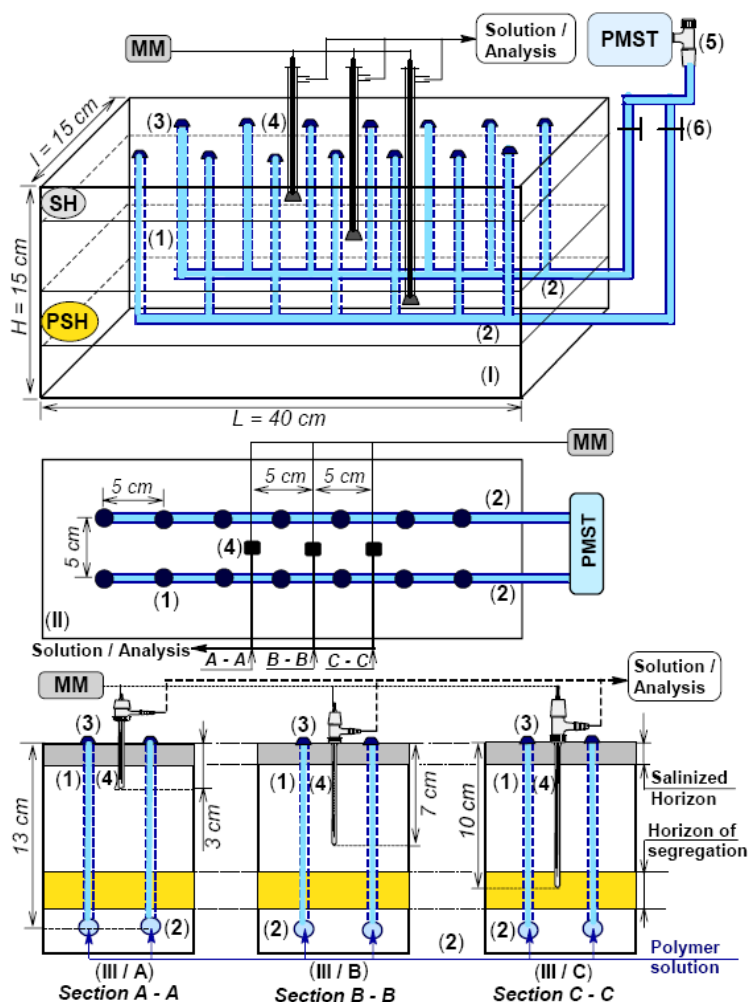 MM
Solution /
Analysis
PMST
(5)
(3)
(4)
(6)
l = 15 cm
SH
(1)
H = 15 cm
PSH
(2)
(2)
(I)
L = 40 cm
MM
5 cm
5 cm
5 cm
(2)
5 cm
(4)
PMST
(1)
(2)
(II)
Solution / Analysis
A - A
B - B
C - C
MM
Solution /
Analysis
(3)
(3)
(3)
(1)
(4)
(1)
(4)
(1)
(4)
13 cm
3 cm
7 cm
10 cm
Salinized
Horizon
Horizon of
segregation
(2)
(2)
(2)
(2)
Polymer
solution
(III / A)
(III / B)
(III / C)
Section A - A
Section B - B
Section C - C